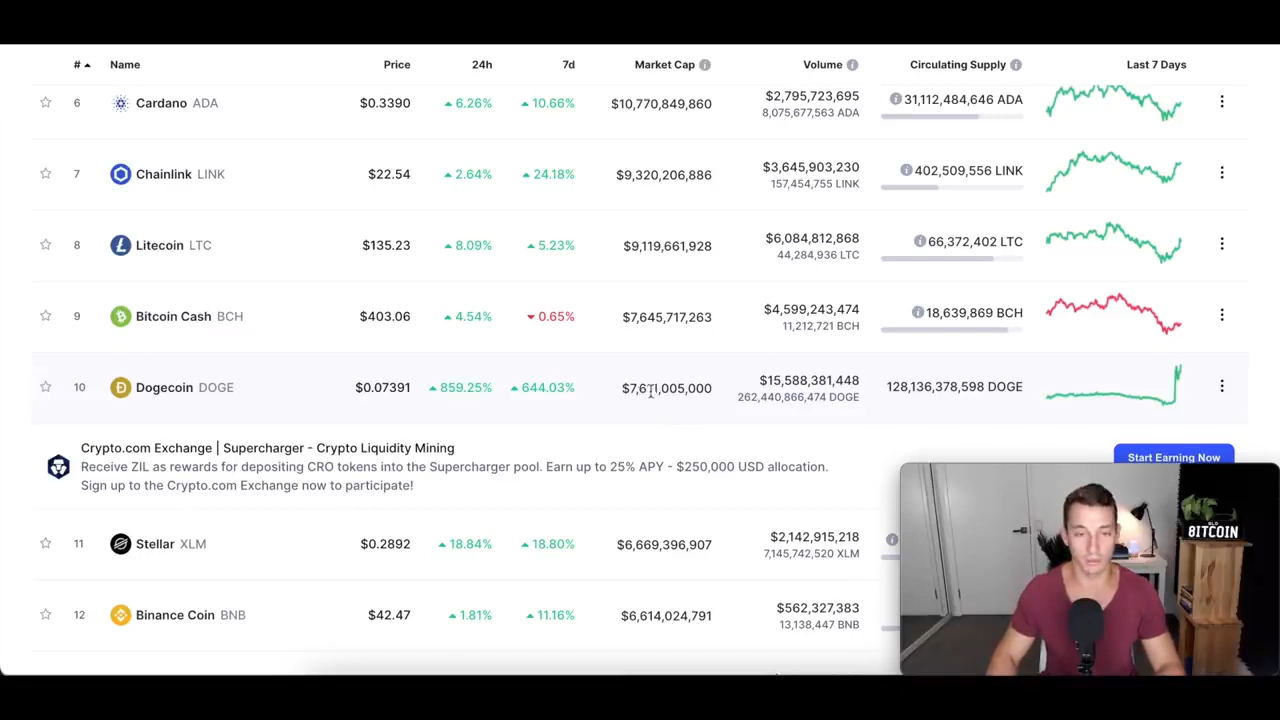 # Name Price 24h 7d Market Cap Volume Circulating Supply Last 7 Days
6 Cardano ADA $0.3390 6.26% 10.66% $10,770,849,860 $2,795,723,695 31,112,484,646 ADA
8,075,677,563 ADA
7 Chainlink LINK $22.54 2.64% 24.18% $9,320,206,886 $3,645,903,230 402,509,556 LINK
157,454,755 LINK
8 Litecoin LTC $135.23 8.09% 5.23% $9,119,661,928 $6,084,812,868 66,372,402 LTC
44,284,936 LTC
9 Bitcoin Cash BCH $403.06 4.54% 0.65% $7,645,717,263 $4,599,243,474 18,639,869 BCH
11,212,721 BCH
10 Dogecoin DOGE $0.07391 859.25% 644.03% $15,588,381,448 128,136,378,598 DOGE
262,440,866,474 DOGE
Crypto.com Exchange | Supercharger - Crypto Liquidity Mining
Receive ZIL as rewards for depositing CRO tokens into the Supercharger pool. Earn up to 25% APY - $250,000 USD allocation.
Sign up to the Crypto.com Exchange now to participate!
Start Earning Now
11 Stellar XLM $0.2892 18.84% 18.80% $6,669,396,907 $2,142,915,218
7,145,742,520 XLM
12 Binance Coin BNB $42.47 1.81% 11.16% $6,614,024,791 $562,327,383
13,138,447 BNB
BITCOIN